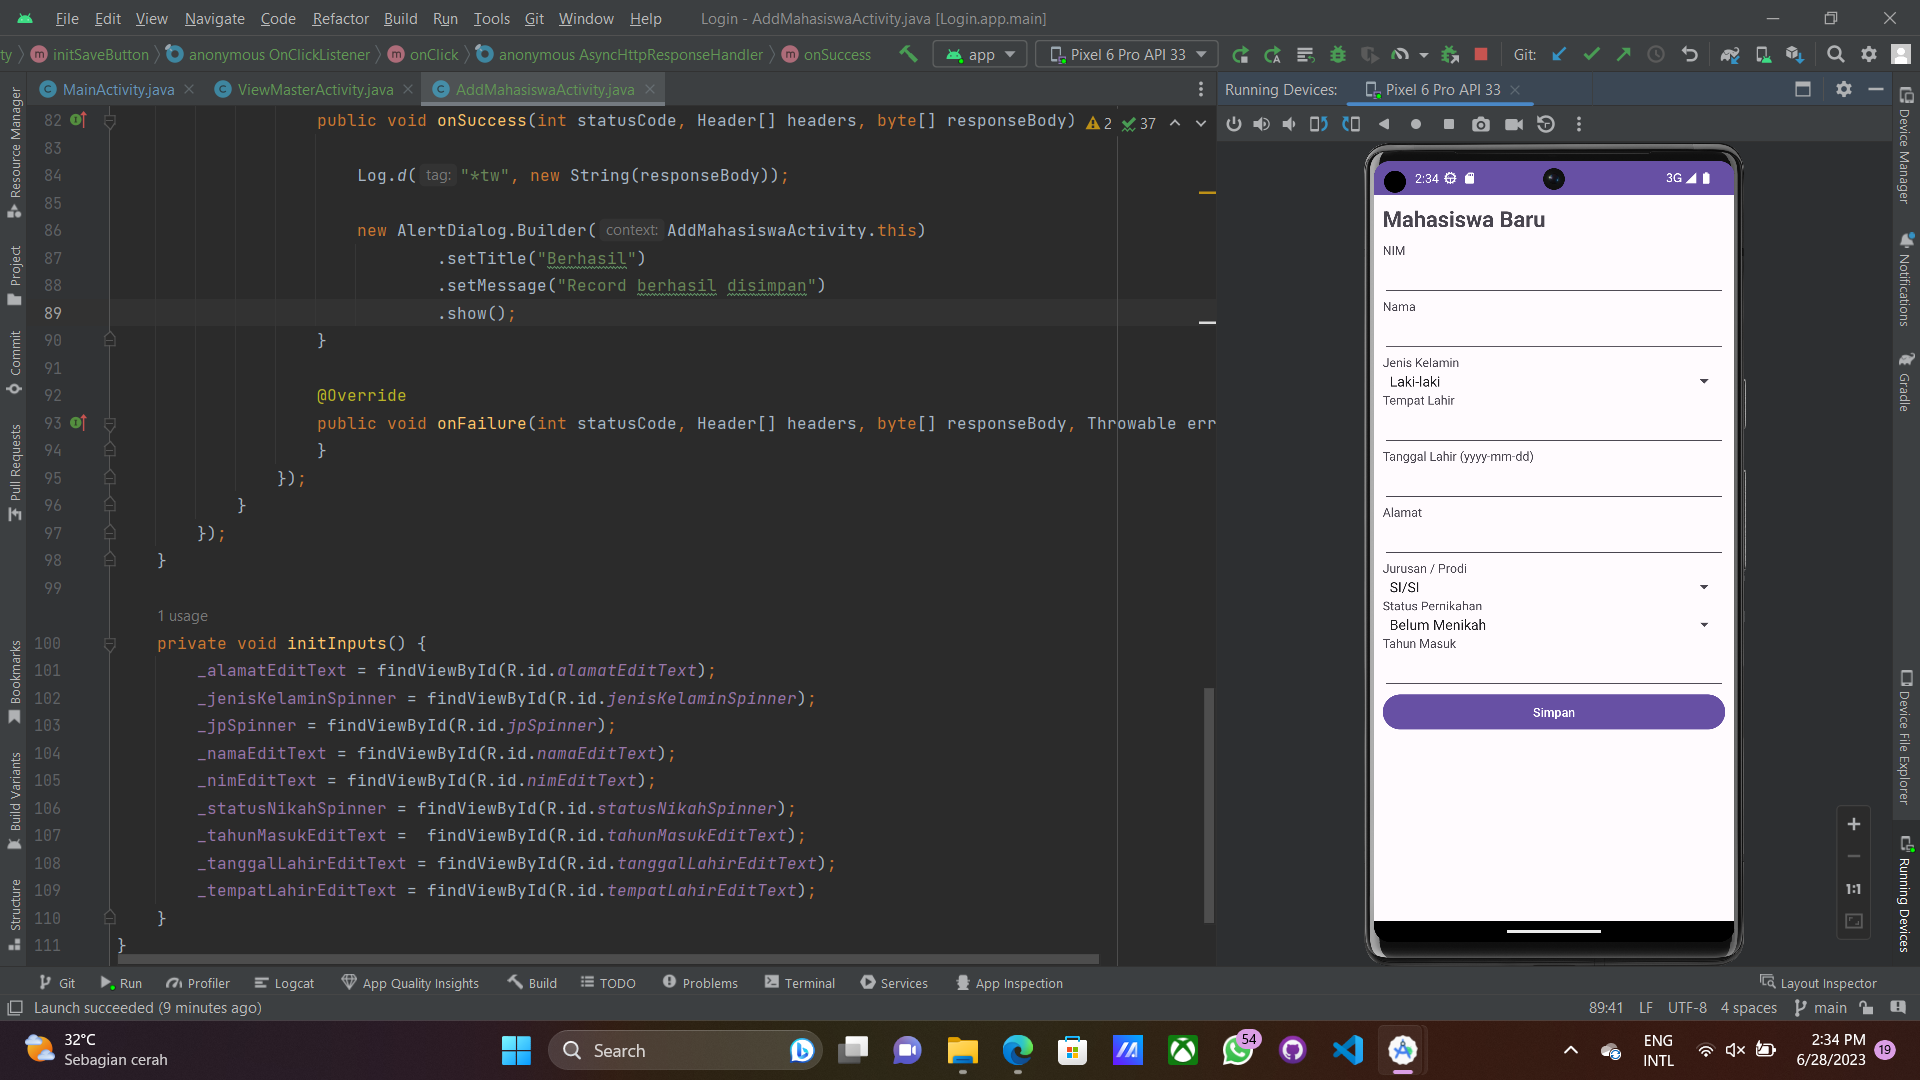 File Edit View Navigate Code Refactor Build Run Tools Git Window Help Login - AddMahasiswaActivity.java [Login.app.main]
ty initSaveButton anonymous OnClickListener onClick anonymous AsyncHttpResponseHandler onSuccess app Pixel 6 Pro API 33 Git:
MainActivity.java ViewMasterActivity.java AddMahasiswaActivity.java
Running Devices: Pixel 6 Pro API 33
82 public void onSuccess(int statusCode, Header[] headers, byte[] responseBody) 2 37
83
84 Log.d( tag: "*tw", new String(responseBody));
85
86 new AlertDialog.Builder( context: AddMahasiswaActivity.this)
87 .setTitle("Berhasil")
88 .setMessage("Record berhasil disimpan")
89 .show();
90 }
91
92 @Override
93 public void onFailure(int statusCode, Header[] headers, byte[] responseBody, Throwable err
94 }
95 });
96 }
97 });
98 }
99
1 usage
100 private void initInputs() {
101 _alamatEditText = findViewById(R.id.alamatEditText);
102 _jenisKelaminSpinner = findViewById(R.id.jenisKelaminSpinner);
103 _jpSpinner = findViewById(R.id.jpSpinner);
104 _namaEditText = findViewById(R.id.namaEditText);
105 _nimEditText = findViewById(R.id.nimEditText);
106 _statusNikahSpinner = findViewById(R.id.statusNikahSpinner);
107 _tahunMasukEditText =  findViewById(R.id.tahunMasukEditText);
108 _tanggalLahirEditText = findViewById(R.id.tanggalLahirEditText);
109 _tempatLahirEditText = findViewById(R.id.tempatLahirEditText);
110 }
111 }
2:34 3G
Mahasiswa Baru
NIM
Nama
Jenis Kelamin
Laki-laki
Tempat Lahir
Tanggal Lahir (yyyy-mm-dd)
Alamat
Jurusan / Prodi
SI/SI
Status Pernikahan
Belum Menikah
Tahun Masuk
Simpan
1:1
Resource Manager
Project
Commit
Pull Requests
Bookmarks
Build Variants
Structure
Device Manager
Notifications
Gradle
Device File Explorer
Running Devices
Git Run Profiler Logcat App Quality Insights Build TODO Problems Terminal Services App Inspection Layout Inspector
Launch succeeded (9 minutes ago) 89:41 LF UTF-8 4 spaces main
32°C
Sebagian cerah
Search
54
ENG
INTL
2:34 PM
6/28/2023
19